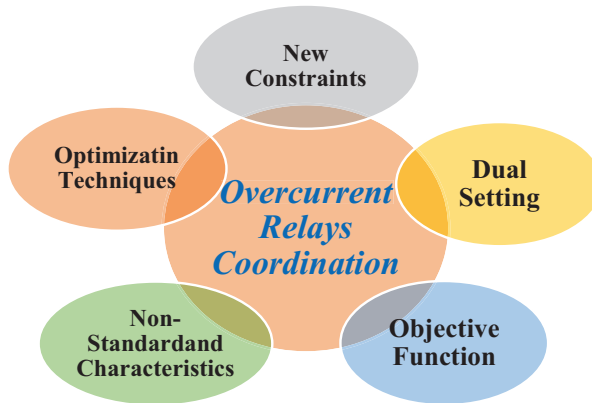 New
Constraints
Optimizatin
Techniques
Dual
Setting
Overcurrent
Relays
Coordination
Non-
Standardand
Characteristics
Objective
Function